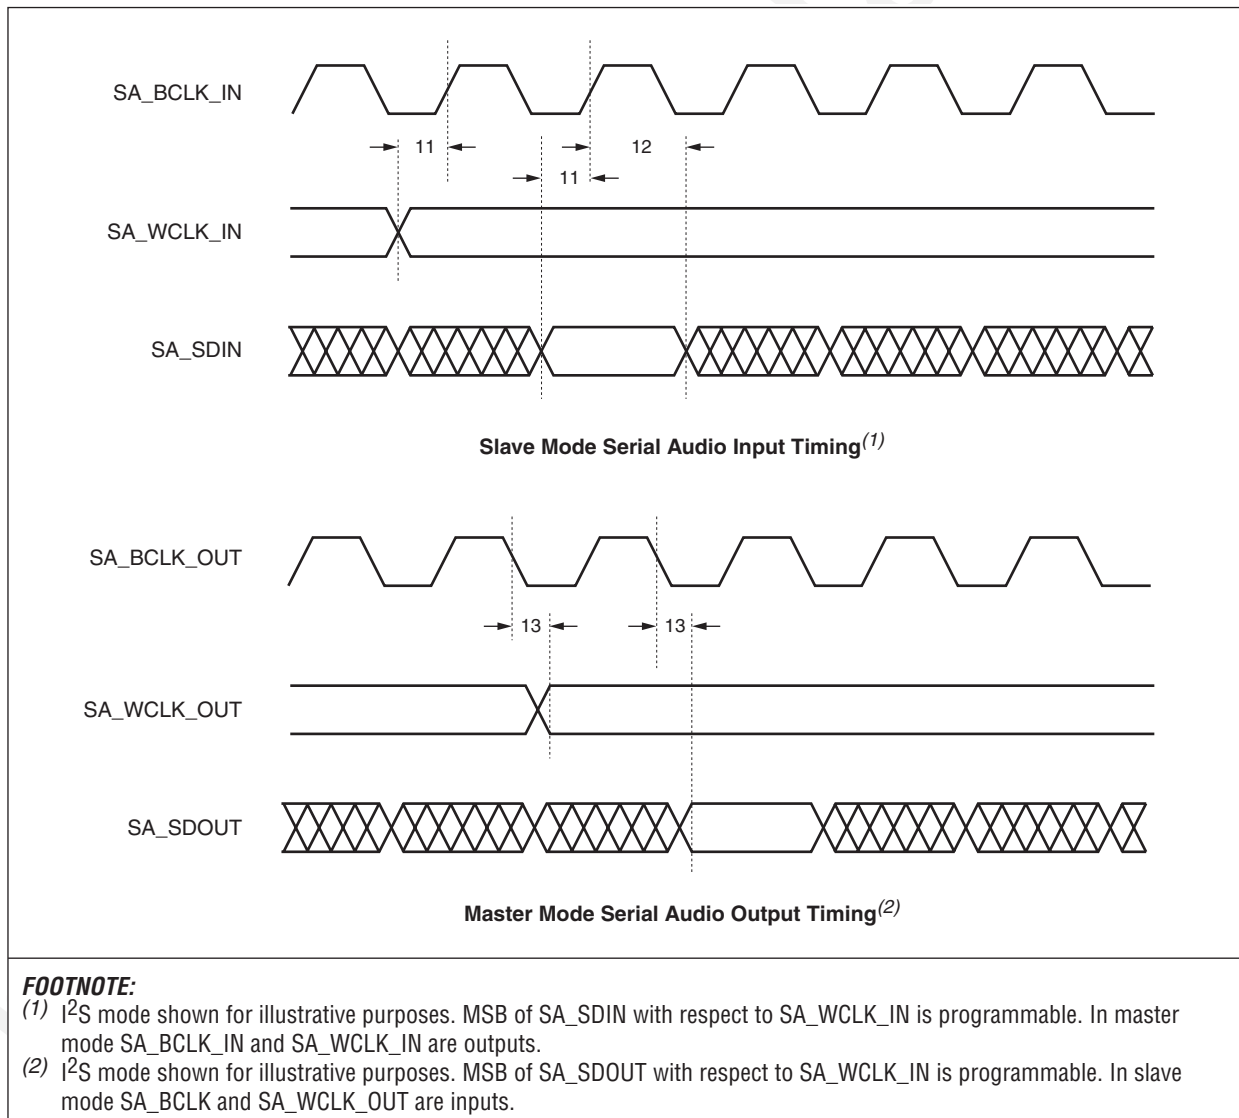 SA_BCLK_IN
11
12
11
SA_WCLK_IN
SA_SDIN
Slave Mode Serial Audio Input Timing(1)
SA_BCLK_OUT
13
13
SA_WCLK_OUT
SA_SDOUT
Master Mode Serial Audio Output Timing(2)
FOOTNOTE:
(1) I2S mode shown for illustrative purposes. MSB of SA_SDIN with respect to SA_WCLK_IN is programmable. In master
mode SA_BCLK_IN and SA_WCLK_IN are outputs.
(2) I2S mode shown for illustrative purposes. MSB of SA_SDOUT with respect to SA_WCLK_IN is programmable. In slave
mode SA_BCLK and SA_WCLK_OUT are inputs.